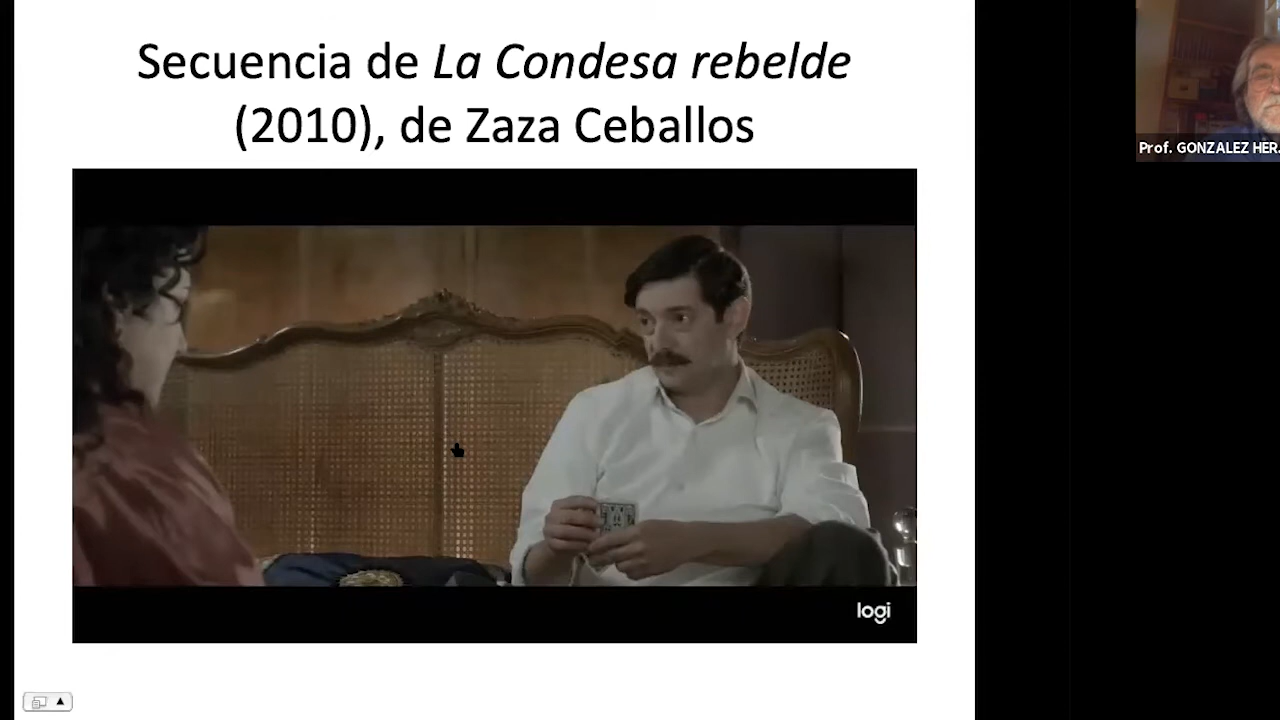 Secuencia de La Condesa rebelde
(2010), de Zaza Ceballos
Prof. GONZALEZ HER.
logi